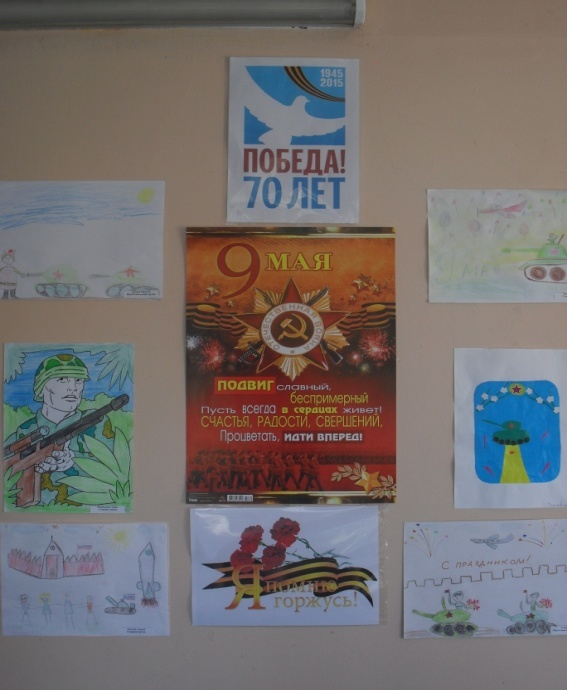 1945
2015
ПОБЕДА!
70 ЛЕТ
9 МАЯ
ОТЕЧЕСТВЕННАЯ ВОЙНА
ПОДВИГ славный,
беспримерный
Пусть всегда в сердцах живет!
СЧАСТЬЯ, РАДОСТИ, СВЕРШЕНИЙ,
Процветать, идти вперед!
Я помню
горжусь!
С ПРАЗДНИКОМ!